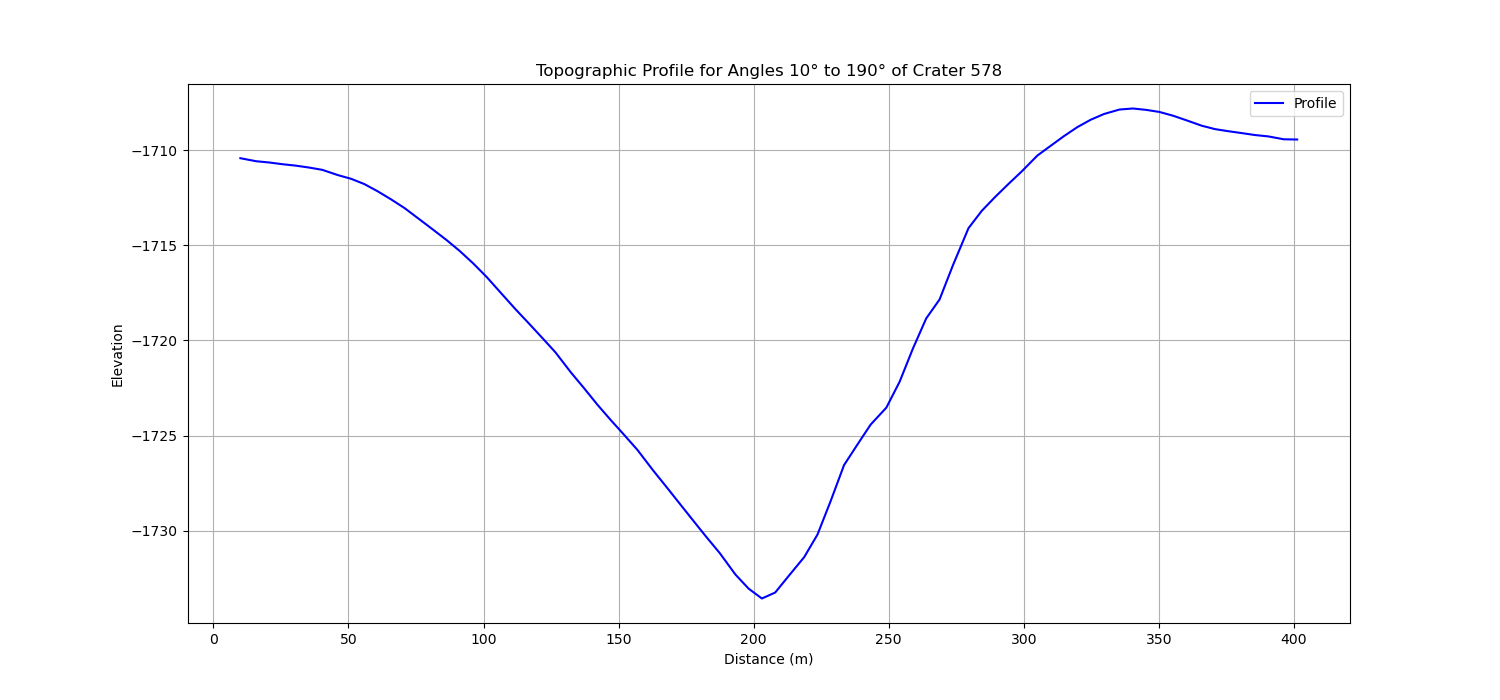 Topographic Profile for Angles 10° to 190° of Crater 578
Profile
−1710
−1715
−1720
−1725
−1730
Elevation
0 50 100 150 200 250 300 350 400
Distance (m)